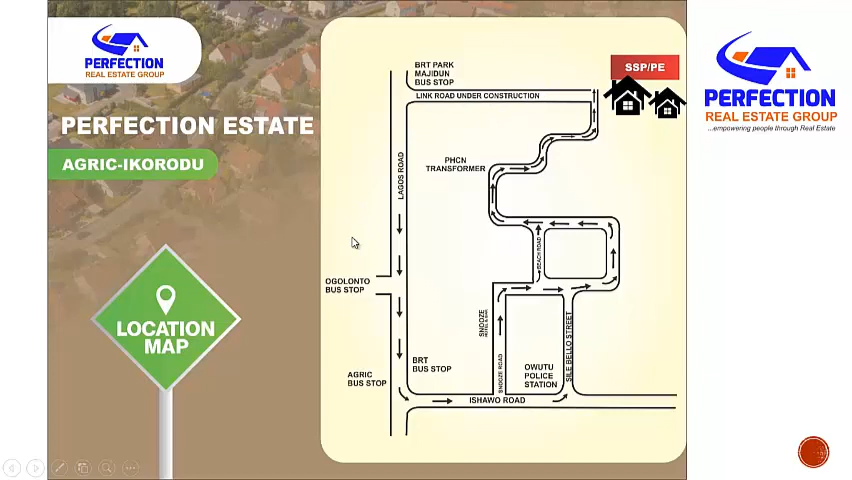 PERFECTION
REAL ESTATE GROUP
PERFECTION ESTATE
AGRIC-IKORODU
LOCATION
MAP
BRT PARK
MAJIDUN
BUS STOP
LINK ROAD UNDER CONSTRUCTION
SSP/PE
PHCN
TRANSFORMER
LAGOS ROAD
BEACH ROAD
OGOLONTO
BUS STOP
SNOOZE
AGRIC
BUS STOP
BRT
BUS STOP
SNOOZE ROAD
OWUTU
POLICE
STATION
SILE BELLO STREET
ISHAWO ROAD
PERFECTION
REAL ESTATE GROUP
...empowering people through Real Estate